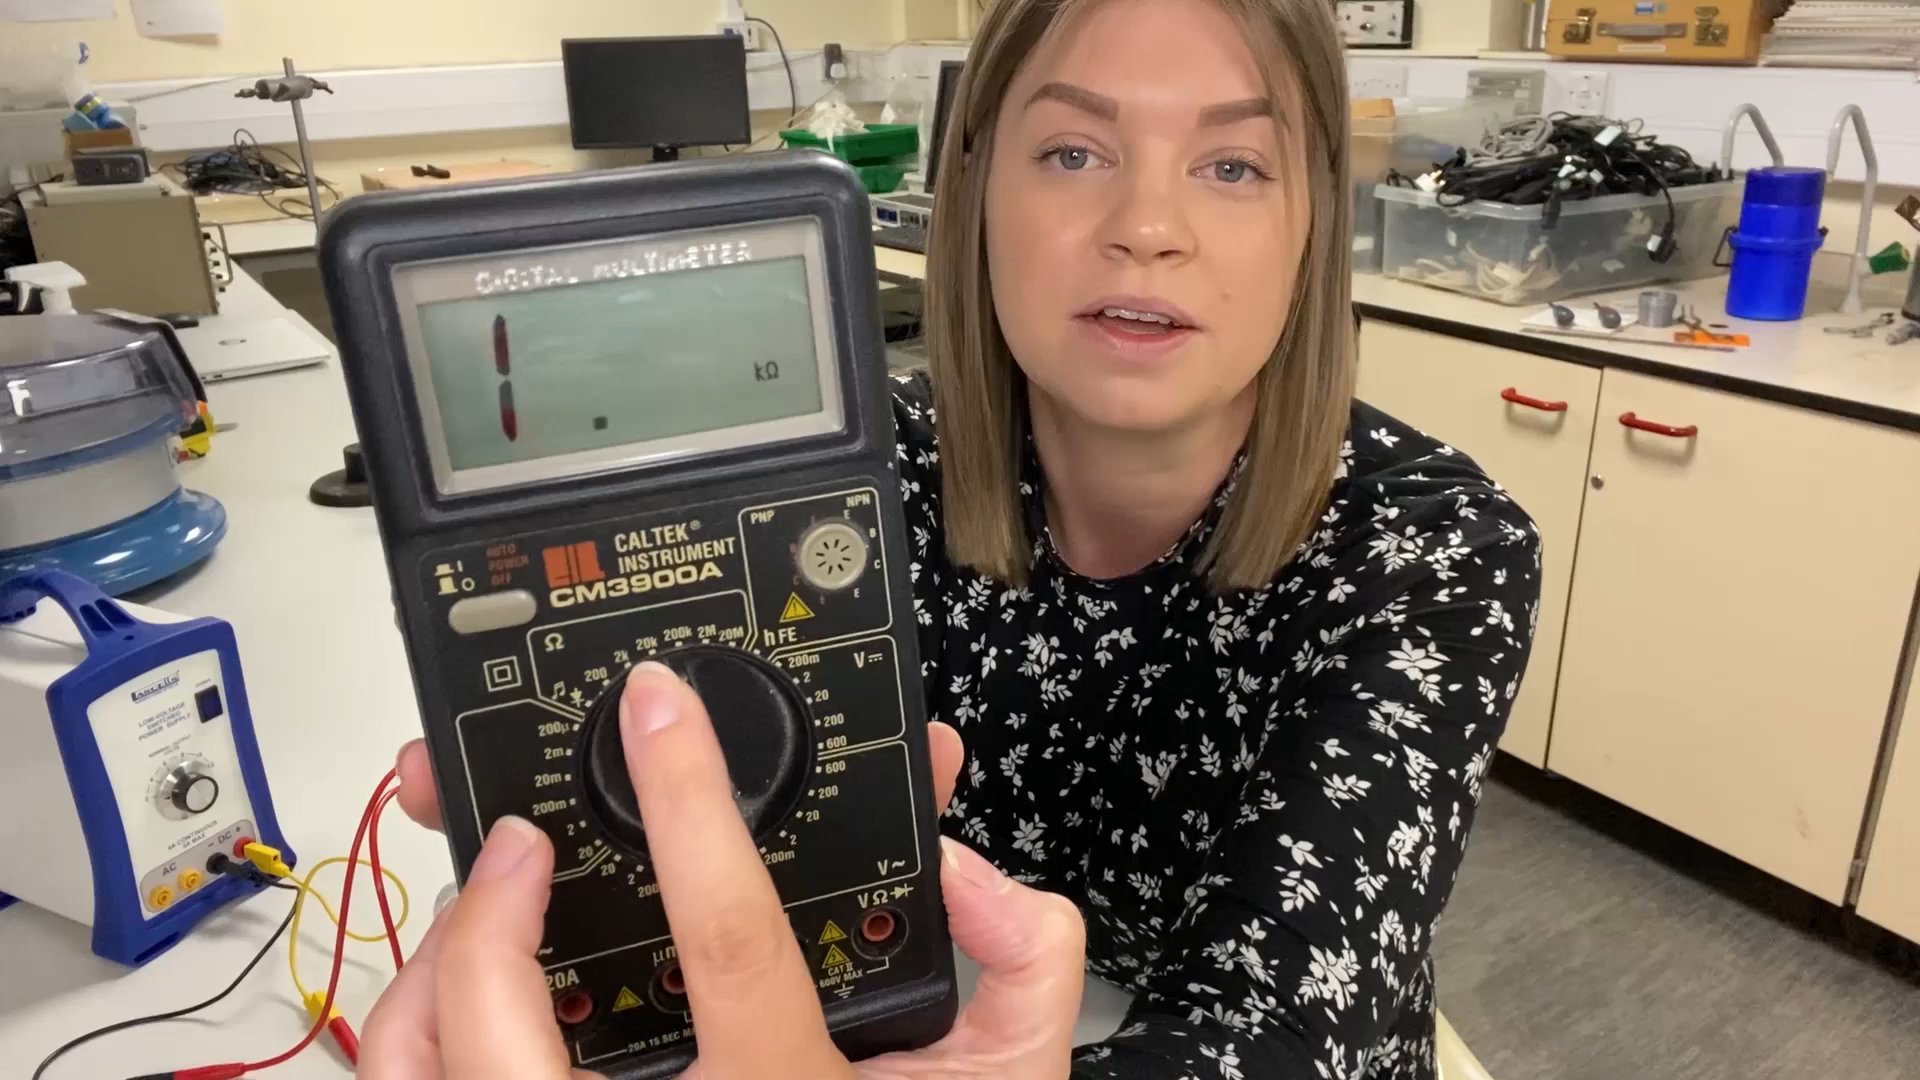 DIGITAL MULTIMETER
1 .
kΩ
AUTO
POWER
OFF
CALTEK®
INSTRUMENT
CM3900A
PNP
NPN
E
B
C
E
hFE
Ω
200
2k
20k
200k
2M
20M
V⎓
200m
2
20
200
600
600
200
20
2
200m
V~
200µ
2m
20m
200m
2
20
20
2
VΩ
20A
CAT II
600V MAX
LOW-VOLTAGE
SWITCHED
POWER SUPPLY
AC
- DC +